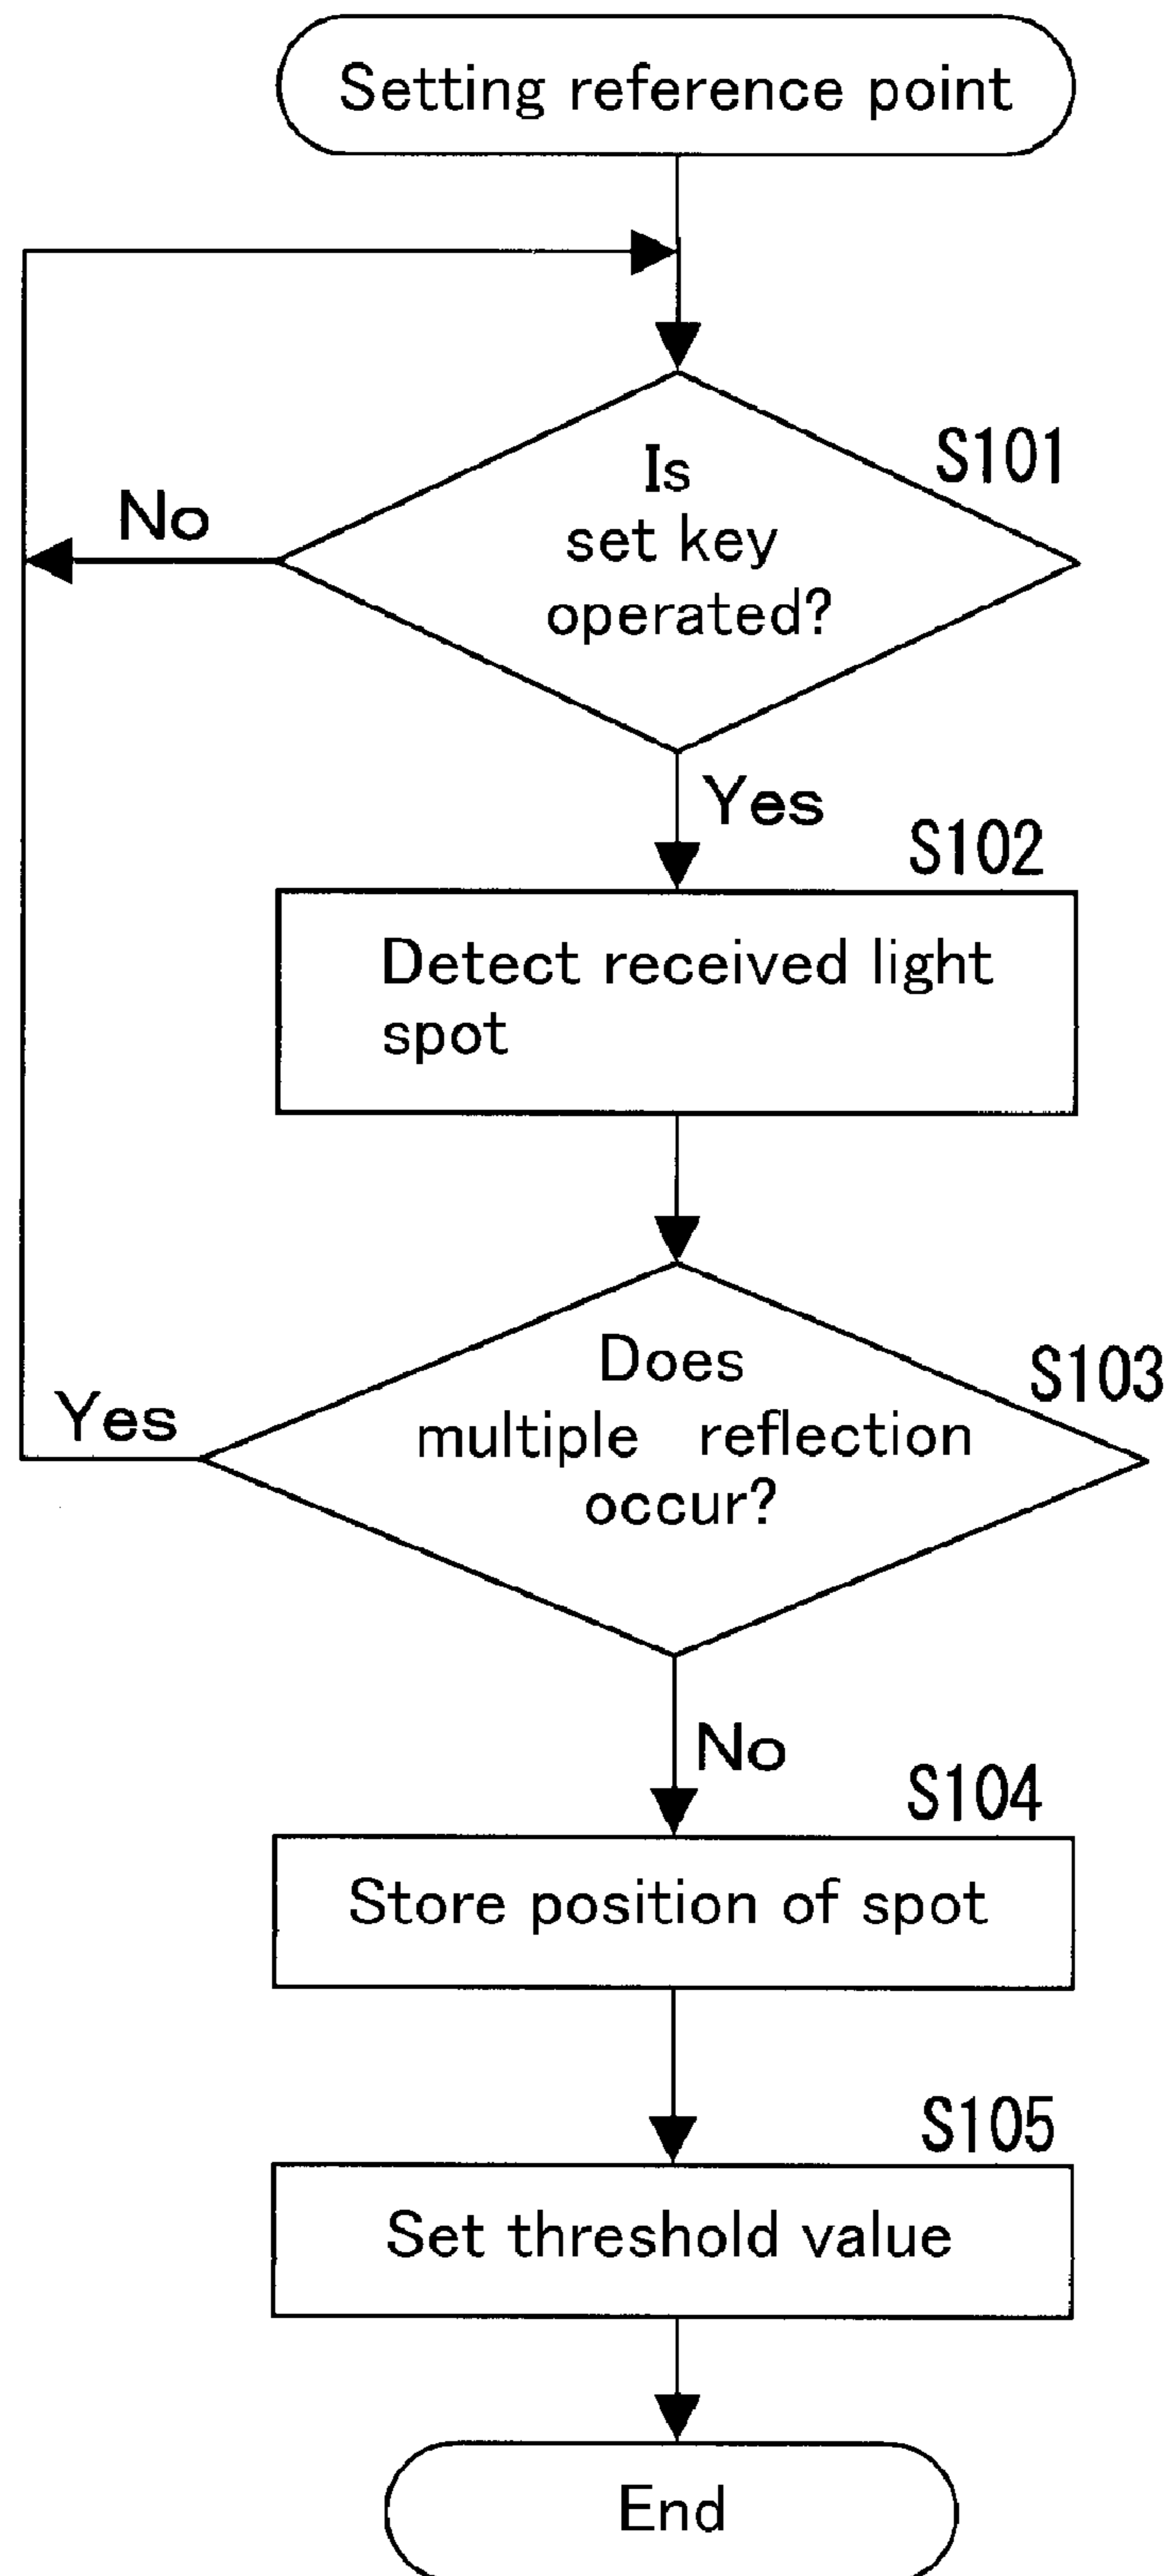 Setting reference point
S101
Is
set key
operated?
No
Yes
S102
Detect received light
spot
S103
Does
multiple reflection
occur?
Yes
No
S104
Store position of spot
S105
Set threshold value
End